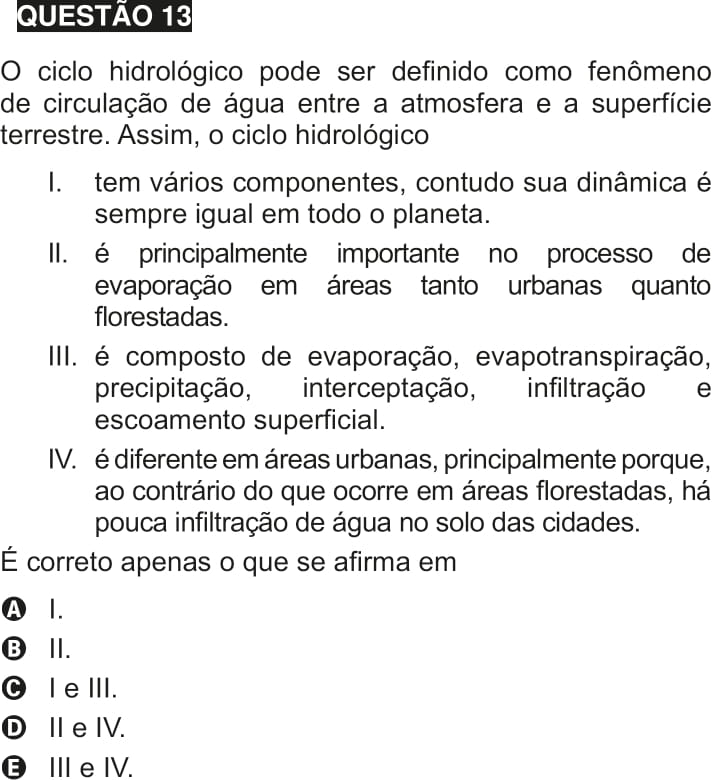 QUESTÃO 13
O ciclo hidrológico pode ser definido como fenômeno
de circulação de água entre a atmosfera e a superfície
terrestre. Assim, o ciclo hidrológico
I. tem vários componentes, contudo sua dinâmica é
sempre igual em todo o planeta.
II. é principalmente importante no processo de
evaporação em áreas tanto urbanas quanto
florestadas.
III. é composto de evaporação, evapotranspiração,
precipitação, interceptação, infiltração e
escoamento superficial.
IV. é diferente em áreas urbanas, principalmente porque,
ao contrário do que ocorre em áreas florestadas, há
pouca infiltração de água no solo das cidades.
É correto apenas o que se afirma em
A I.
B II.
C I e III.
D II e IV.
E III e IV.